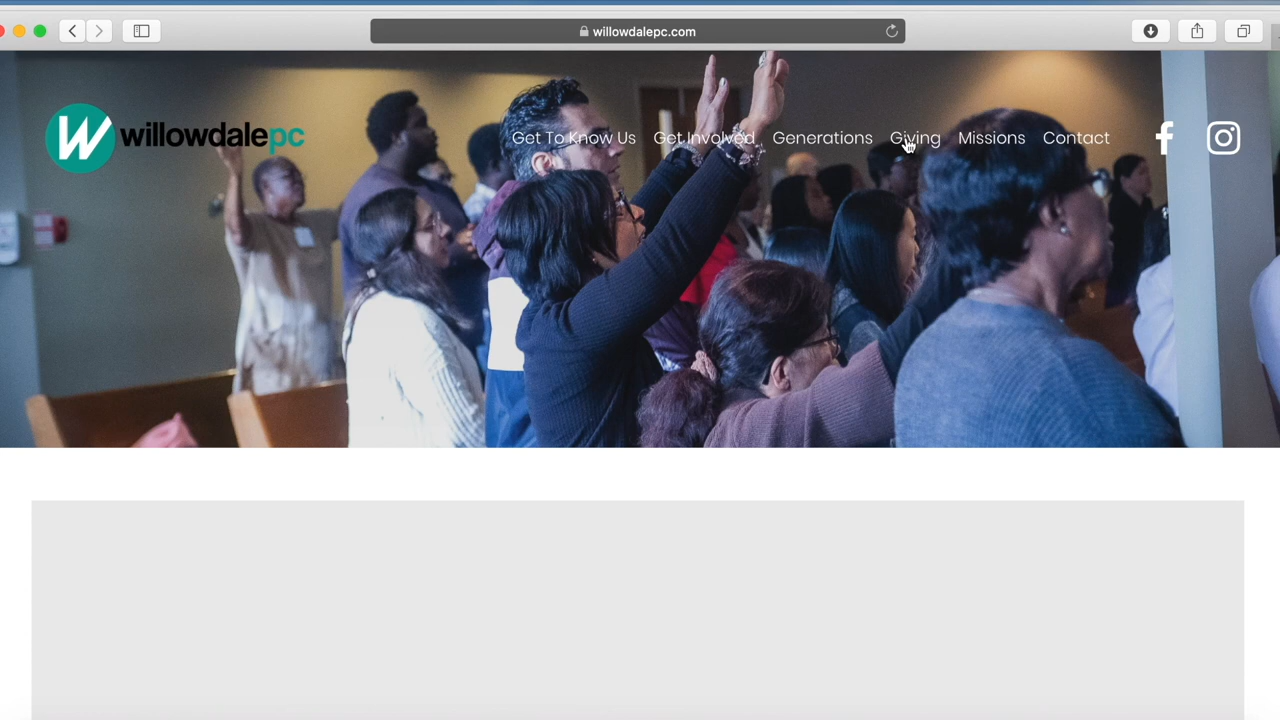 willowdalepc.com
willowdalepc
Get To Know Us Get Involved Generations Giving Missions Contact